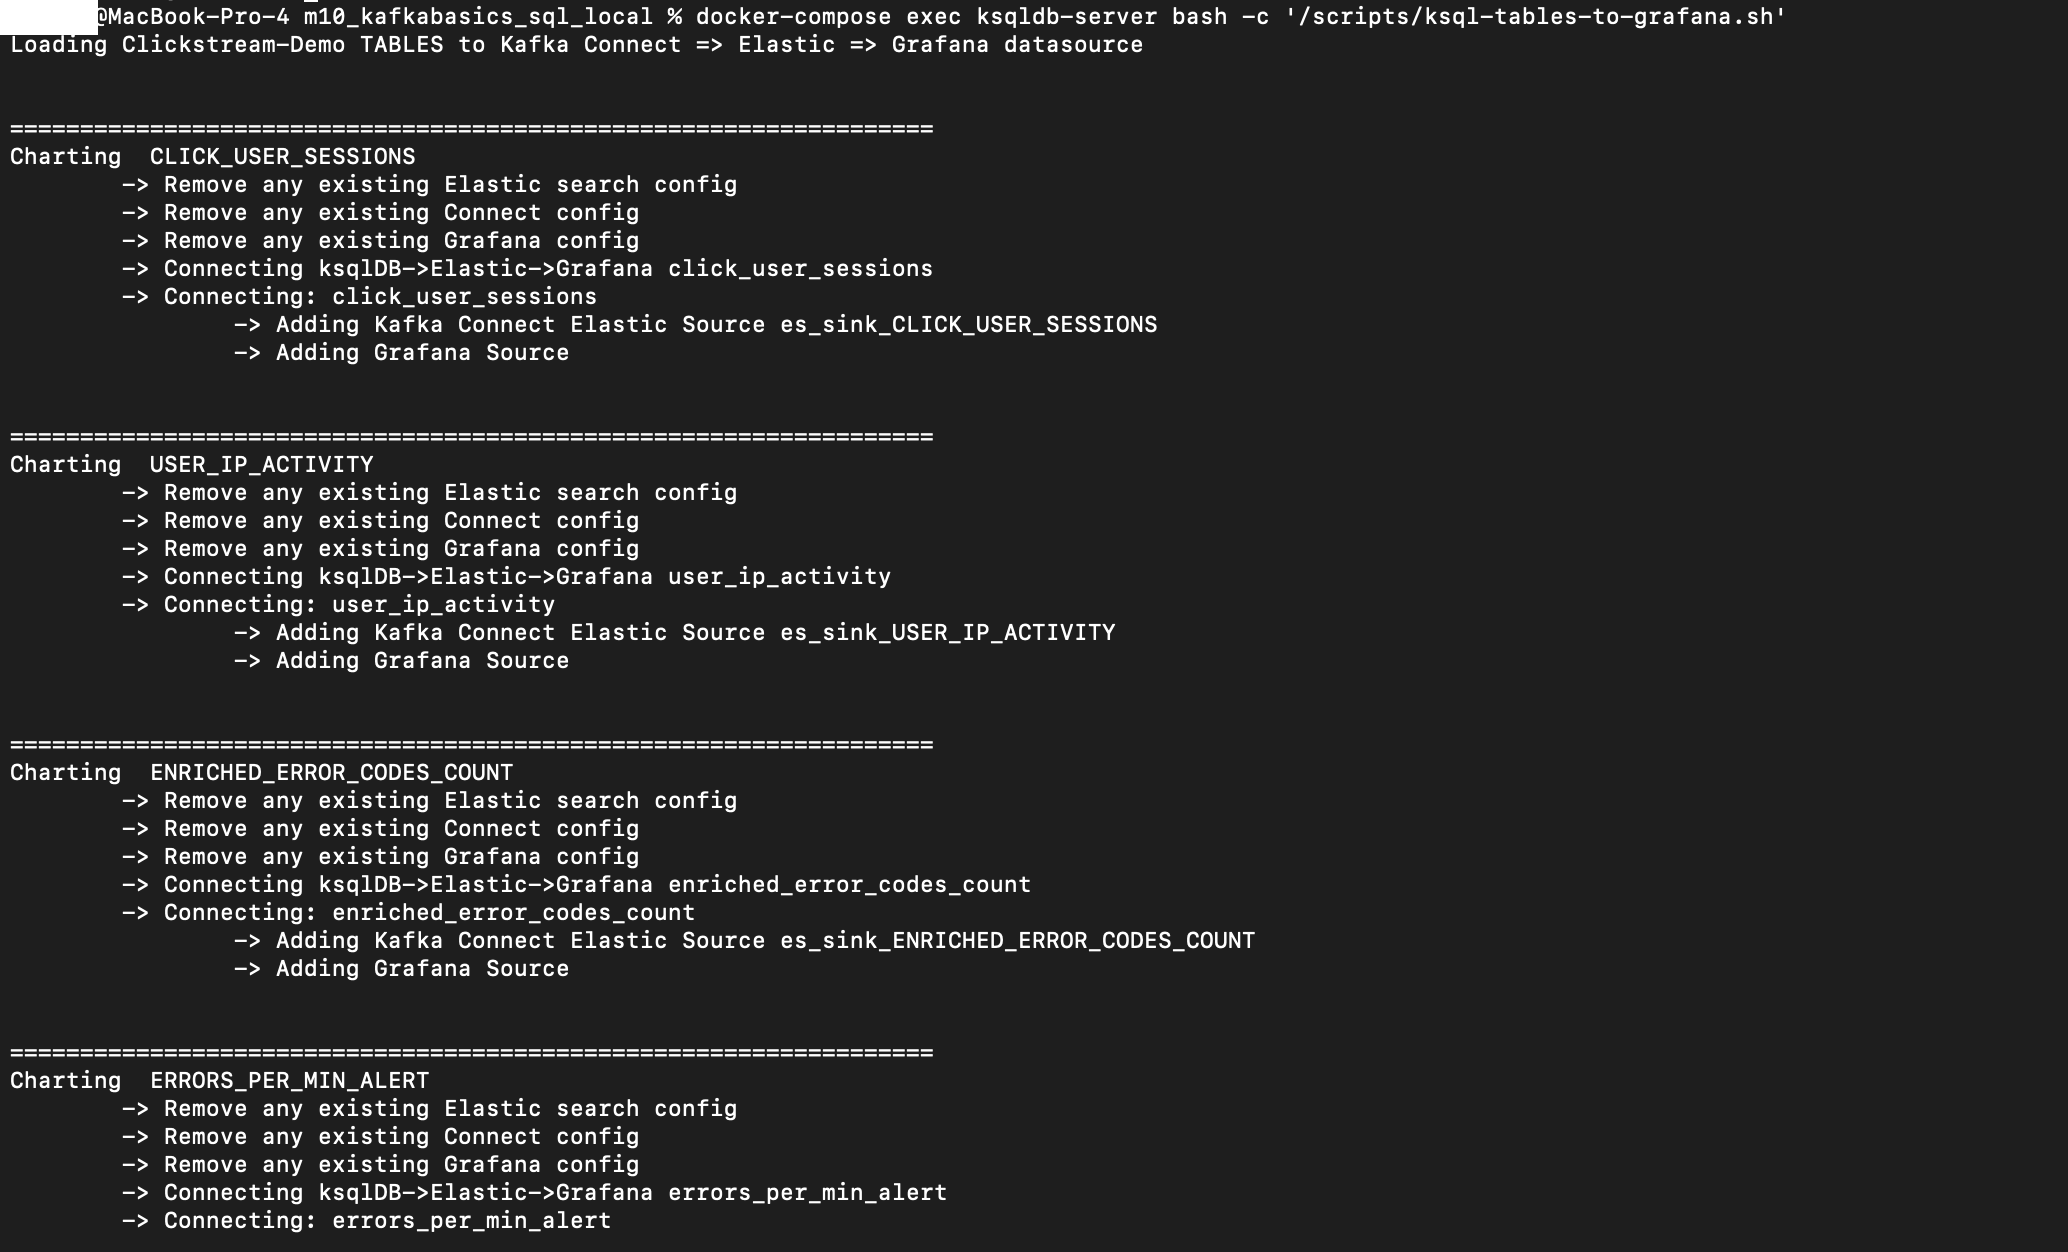 @MacBook-Pro-4 m10_kafkabasics_sql_local % docker-compose exec ksqldb-server bash -c '/scripts/ksql-tables-to-grafana.sh'
Loading Clickstream-Demo TABLES to Kafka Connect => Elastic => Grafana datasource
==================================================================
Charting  CLICK_USER_SESSIONS
-> Remove any existing Elastic search config
-> Remove any existing Connect config
-> Remove any existing Grafana config
-> Connecting ksqlDB->Elastic->Grafana click_user_sessions
-> Connecting: click_user_sessions
-> Adding Kafka Connect Elastic Source es_sink_CLICK_USER_SESSIONS
-> Adding Grafana Source
==================================================================
Charting  USER_IP_ACTIVITY
-> Remove any existing Elastic search config
-> Remove any existing Connect config
-> Remove any existing Grafana config
-> Connecting ksqlDB->Elastic->Grafana user_ip_activity
-> Connecting: user_ip_activity
-> Adding Kafka Connect Elastic Source es_sink_USER_IP_ACTIVITY
-> Adding Grafana Source
==================================================================
Charting  ENRICHED_ERROR_CODES_COUNT
-> Remove any existing Elastic search config
-> Remove any existing Connect config
-> Remove any existing Grafana config
-> Connecting ksqlDB->Elastic->Grafana enriched_error_codes_count
-> Connecting: enriched_error_codes_count
-> Adding Kafka Connect Elastic Source es_sink_ENRICHED_ERROR_CODES_COUNT
-> Adding Grafana Source
==================================================================
Charting  ERRORS_PER_MIN_ALERT
-> Remove any existing Elastic search config
-> Remove any existing Connect config
-> Remove any existing Grafana config
-> Connecting ksqlDB->Elastic->Grafana errors_per_min_alert
-> Connecting: errors_per_min_alert